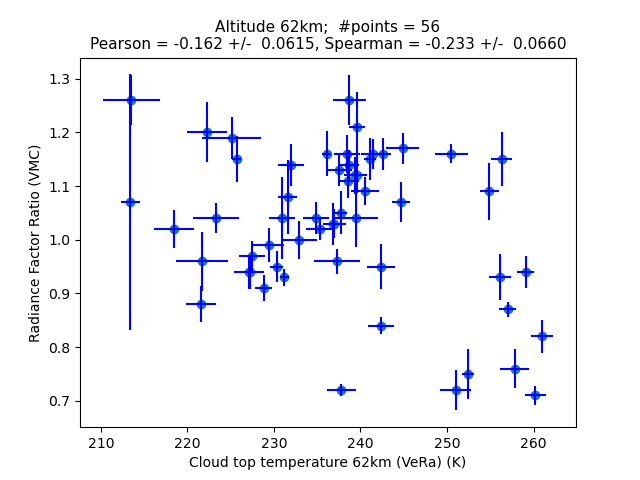 Altitude 62km;  #points = 56
Pearson = -0.162 +/-  0.0615, Spearman = -0.233 +/-  0.0660
1.3
1.2
1.1
1.0
0.9
0.8
0.7
Radiance Factor Ratio (VMC)
210 220 230 240 250 260
Cloud top temperature 62km (VeRa) (K)